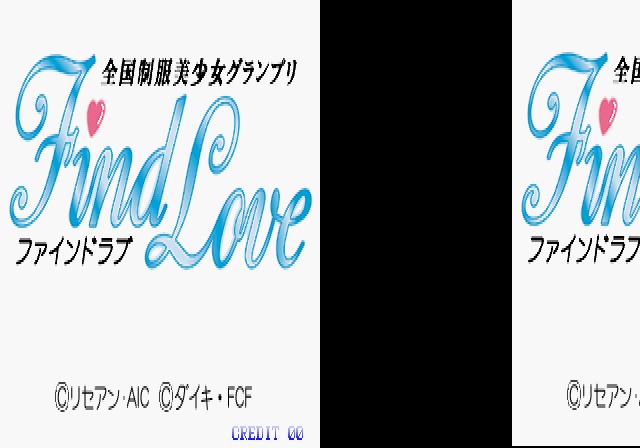 全国制服美少女グランプリ
Find Love
ファインドラブ
©リセアン・AIC ©ダイキ・FCF
CREDIT 00
全国
Fin
ファインドラブ
©リセアン・